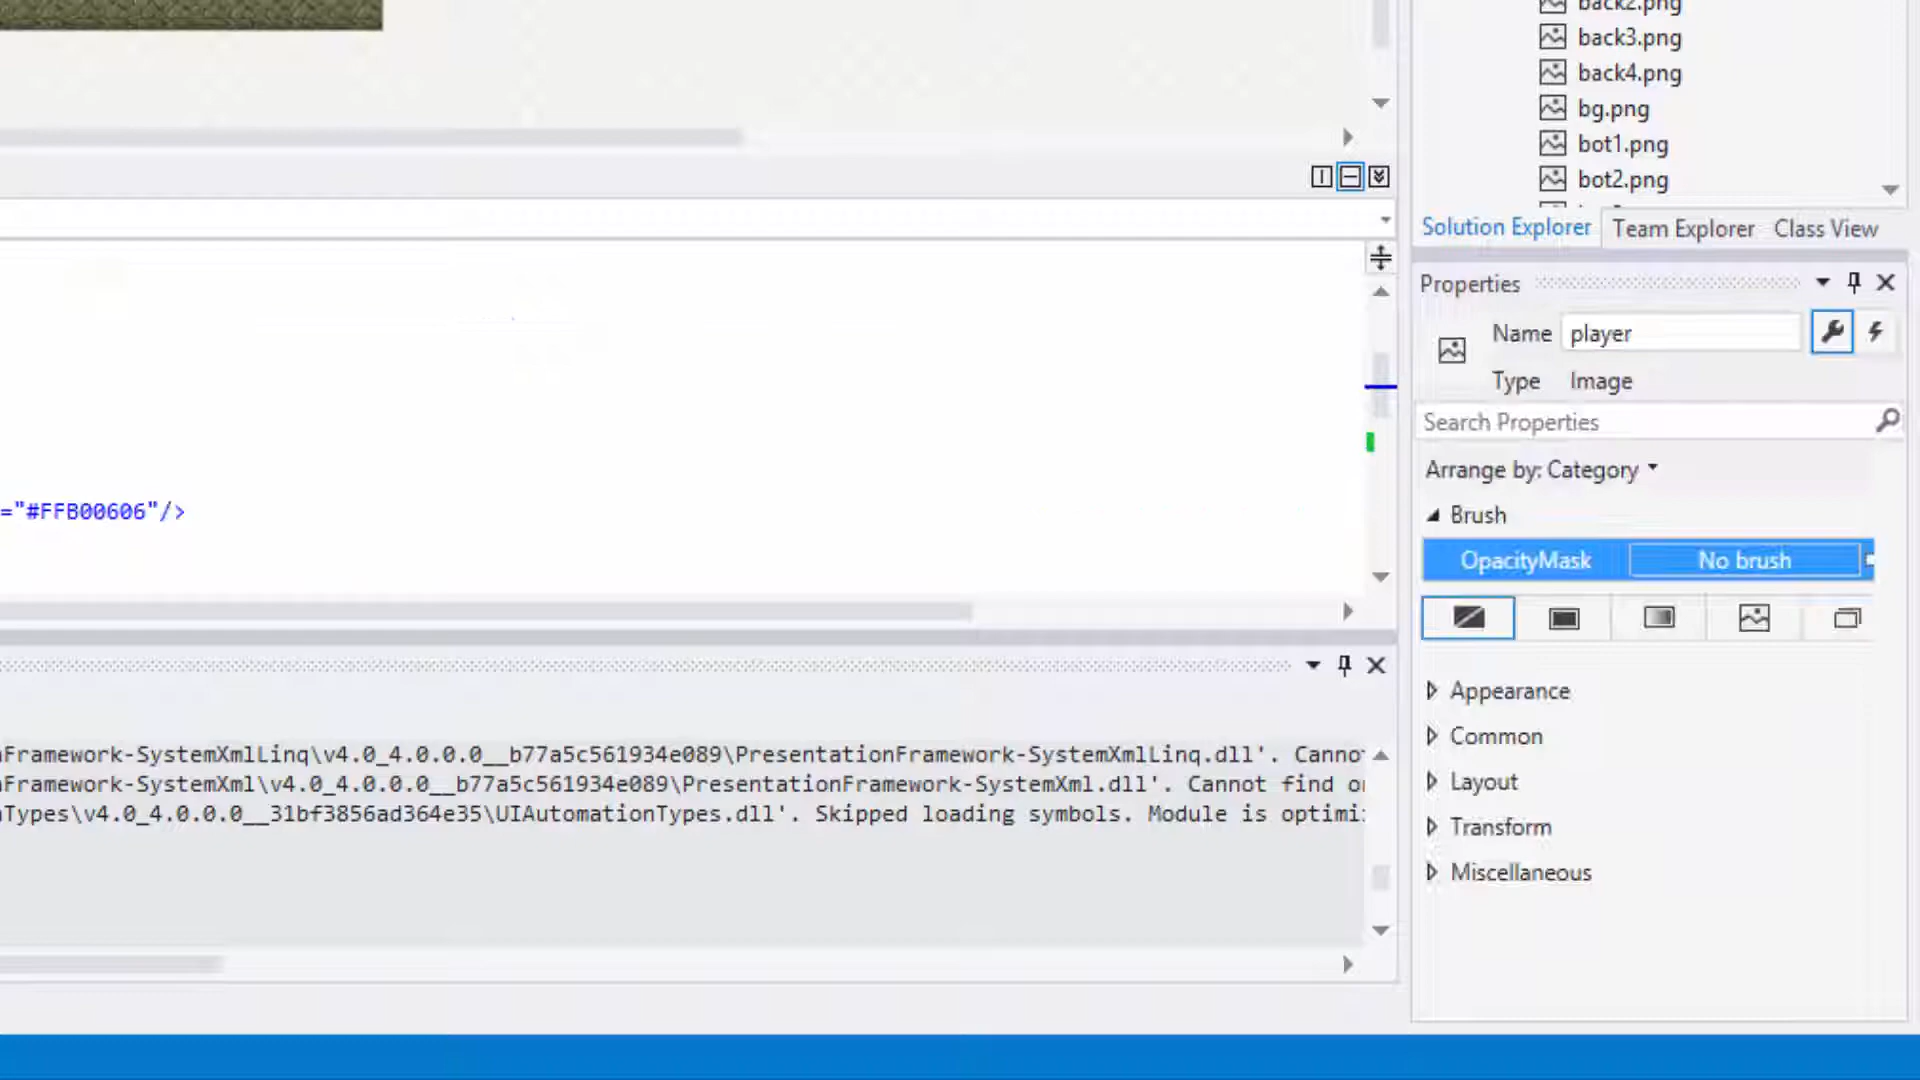 back2.png
back3.png
back4.png
bg.png
bot1.png
bot2.png
Solution Explorer
Team Explorer
Class View
Properties
Name player
Type Image
Search Properties
Arrange by: Category
Brush
OpacityMask No brush
Appearance
Common
Layout
Transform
Miscellaneous
="#FFB00606"/>
Framework-SystemXmlLinq\v4.0_4.0.0.0__b77a5c561934e089\PresentationFramework-SystemXmlLinq.dll'. Canno
Framework-SystemXml\v4.0_4.0.0.0__b77a5c561934e089\PresentationFramework-SystemXml.dll'. Cannot find o
Types\v4.0_4.0.0.0__31bf3856ad364e35\UIAutomationTypes.dll'. Skipped loading symbols. Module is optimi